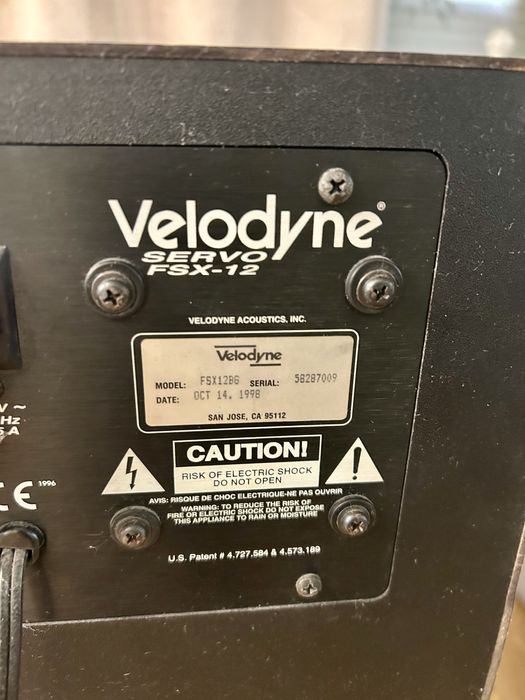 Velodyne®
SERVO
FSX-12
VELODYNE ACOUSTICS, INC.
Velodyne
MODEL: FSX12BG SERIAL: 58287009
DATE: OCT 14. 1998
SAN JOSE, CA 95112
V~
Hz
A
CAUTION!
RISK OF ELECTRIC SHOCK
DO NOT OPEN
CE 1996
AVIS: RISQUE DE CHOC ELECTRIQUE-NE PAS OUVRIR
WARNING: TO REDUCE THE RISK OF
FIRE OR ELECTRIC SHOCK DO NOT EXPOSE
THIS APPLIANCE TO RAIN OR MOISTURE
U.S. Patent # 4.727.584 & 4.573.189